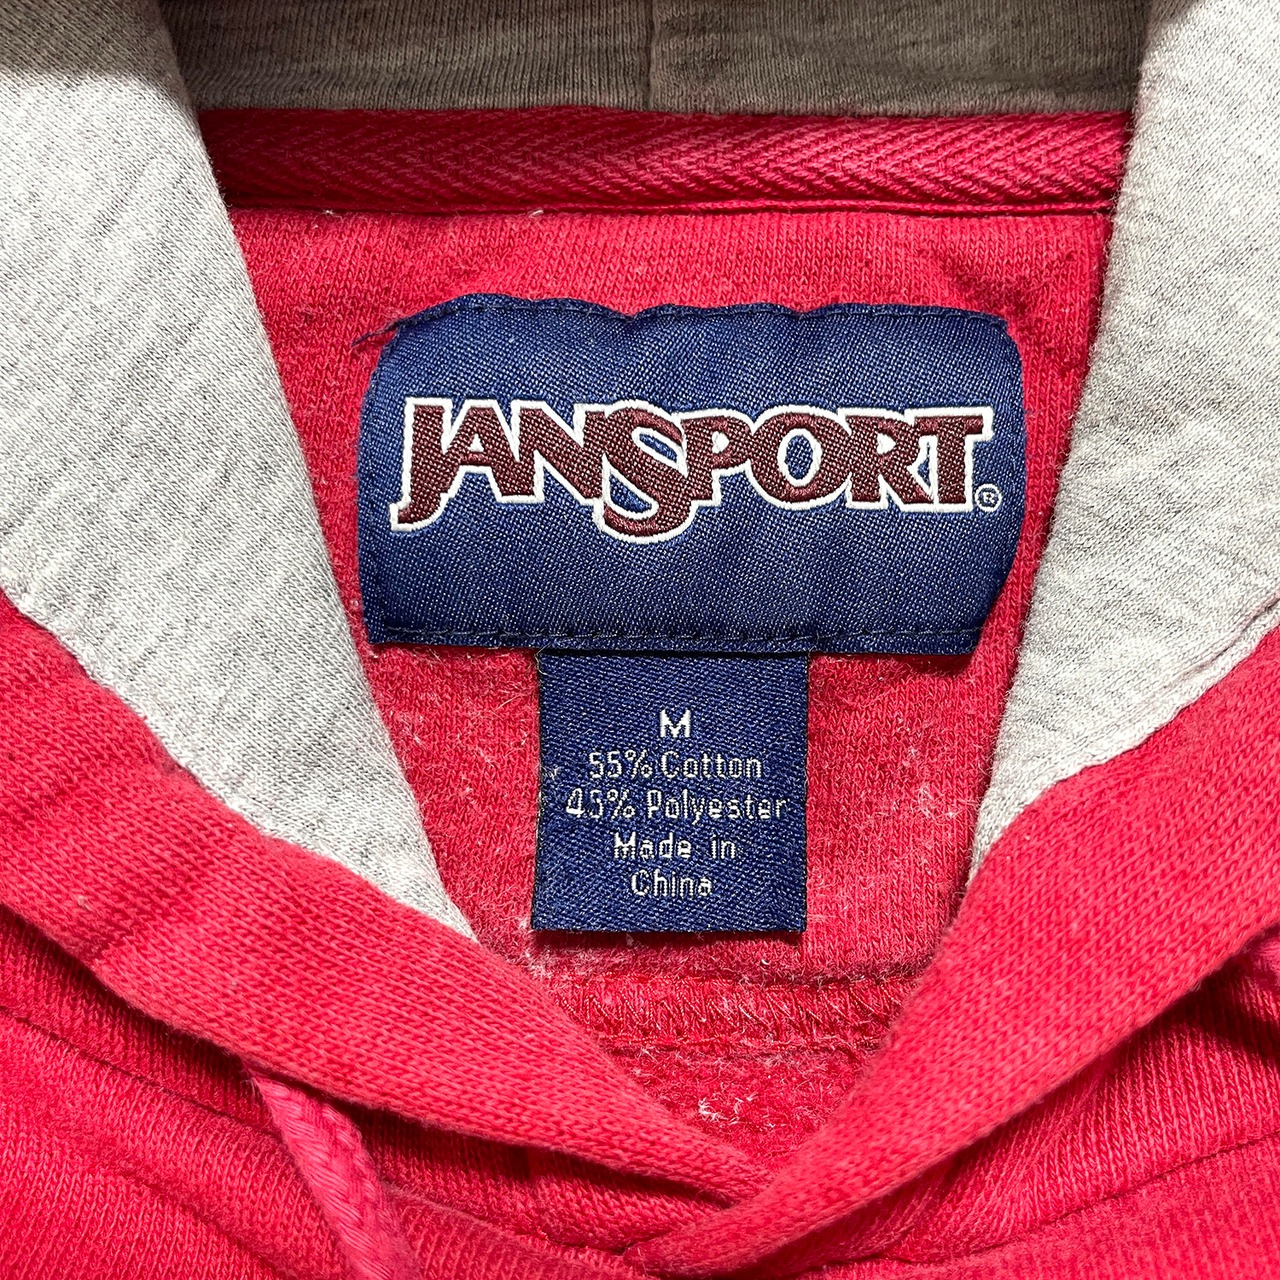 JANSPORT®
M
55% Cotton
45% Polyester
Made in
China